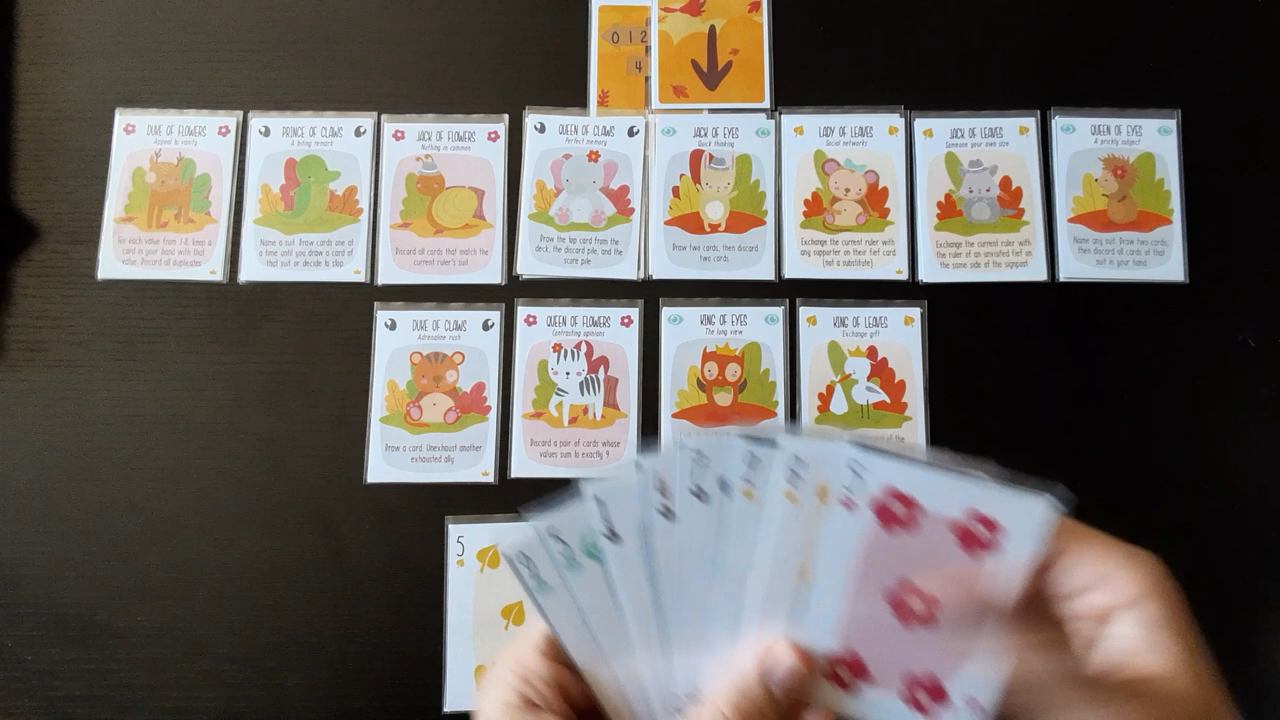 0 1 2
4
DUKE OF FLOWERS
Appeal to vanity
For each value from 1-8, keep a
card in your hand with that
value. Discard all duplicates
PRINCE OF CLAWS
A biting remark
Name a suit. Draw cards one at
a time until you draw a card of
that suit or decide to stop
JACK OF FLOWERS
Nothing in common
Discard all cards that match the
current ruler's suit
QUEEN OF CLAWS
Perfect memory
Draw the top card from the
deck, the discard pile, and the
score pile
JACK OF EYES
Quick thinking
Draw two cards, then discard
two cards
LADY OF LEAVES
Social networks
Exchange the current ruler with
any supporter on their fief card
(not a substitute)
JACK OF LEAVES
Someone your own size
Exchange the current ruler with
the ruler of an unvisited fief on
the same side of the signpost
QUEEN OF EYES
A prickly subject
Name any suit. Draw two cards,
then discard all cards of that
suit in your hand
DUKE OF CLAWS
Adrenaline rush
Draw a card. Unexhaust another
exhausted ally
QUEEN OF FLOWERS
Contrasting opinions
Discard a pair of cards whose
values sum to exactly 9
KING OF EYES
The long view
KING OF LEAVES
Exchange gift
of the
5